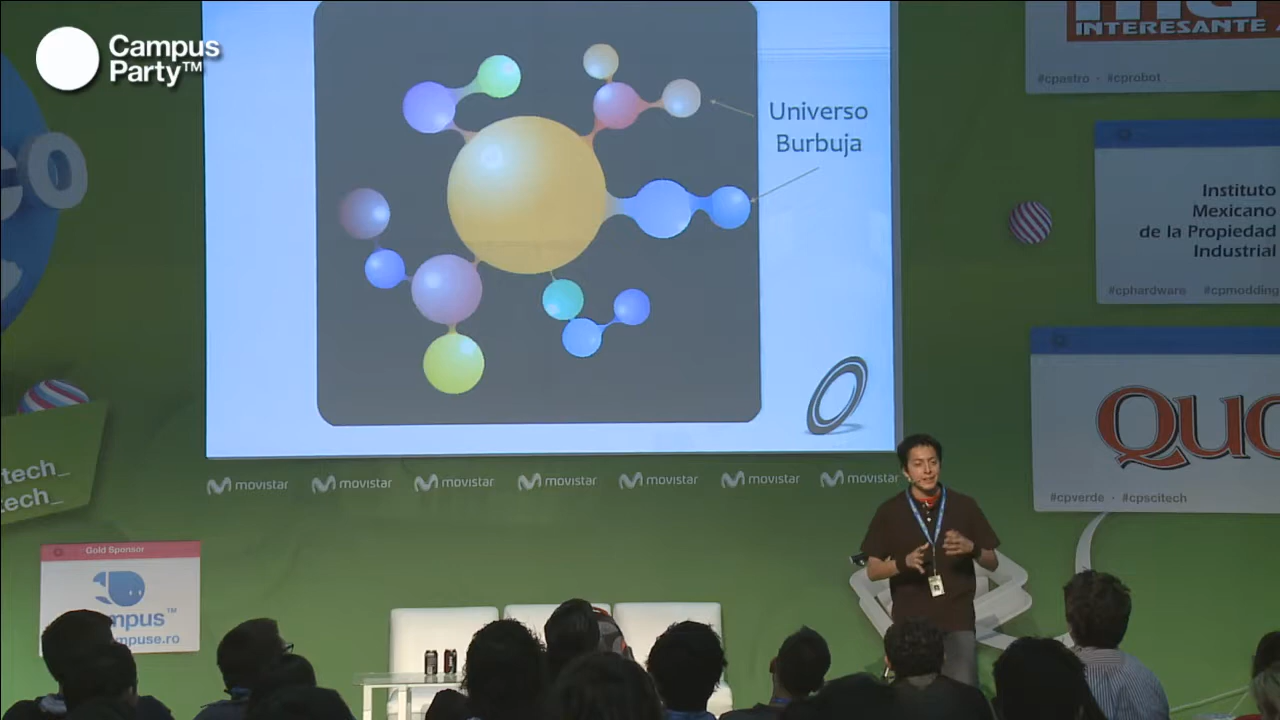 Campus
Party™
Universo
Burbuja
INTERESANTE
#cpastro · #cprobot
Instituto
Mexicano
de la Propiedad
Industrial
#cphardware #cpmodding
#cpverde · #cpscitech
movistar movistar movistar movistar movistar movistar movistar
tech_
tech_
Gold Sponsor